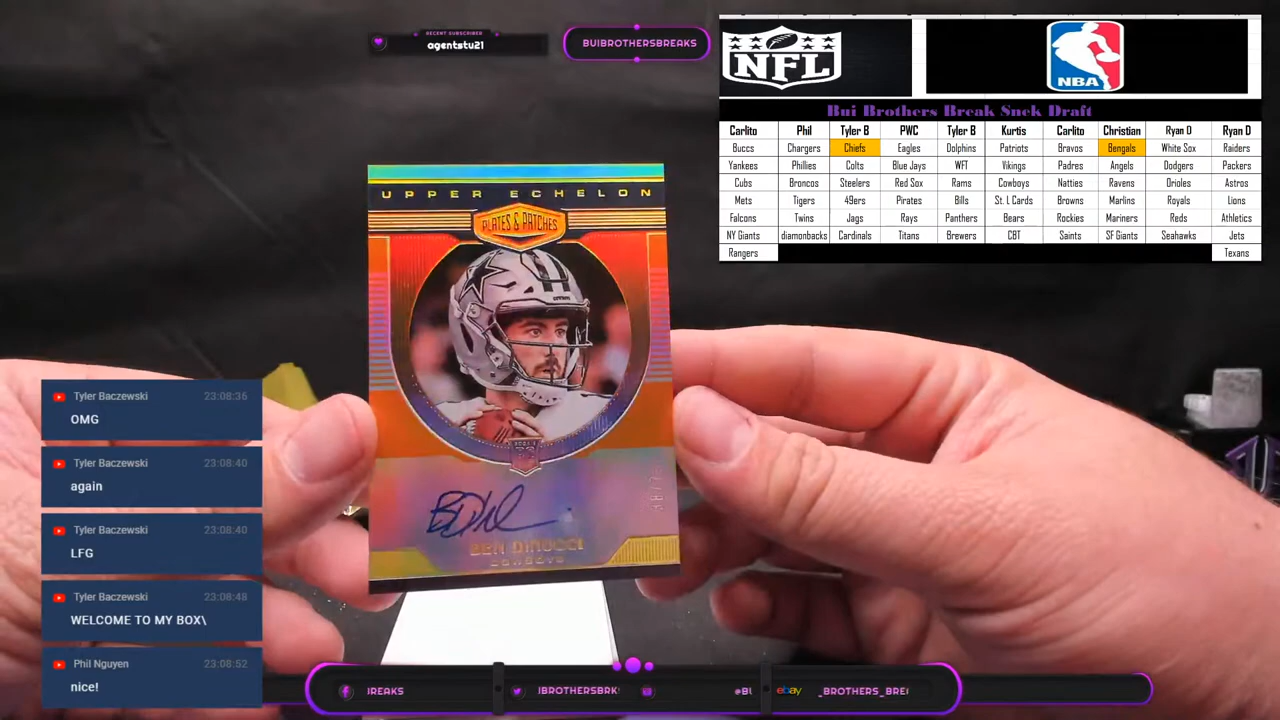 RECENT SUBSCRIBER
agentstu21
BUIBROTHERSBREAKS
NFL
NBA
Bui Brothers Break Snek Draft
Carlito Phil Tyler B PWC Tyler B Kurtis Carlito Christian Ryan O Ryan D
Buccs Chargers Chiefs Eagles Dolphins Patriots Bravos Bengals White Sox Raiders
Yankees Phillies Colts Blue Jays WFT Vikings Padres Angels Dodgers Packers
Cubs Broncos Steelers Red Sox Rams Cowboys Natties Ravens Orioles Astros
Mets Tigers 49ers Pirates Bills St. L Cards Browns Marlins Royals Lions
Falcons Twins Jags Rays Panthers Bears Rockies Mariners Reds Athletics
NY Giants diamonbacks Cardinals Titans Brewers CBT Saints SF Giants Seahawks Jets
Rangers Texans
UPPER ECHELON
PLATES & PATCHES
BEN DINUCCI
COWBOYS
Tyler Baczewski 23:08:36
OMG
Tyler Baczewski 23:08:40
again
Tyler Baczewski 23:08:40
LFG
Tyler Baczewski 23:08:48
WELCOME TO MY BOX\
Phil Nguyen 23:08:52
nice!
IREAKS
IBROTHERSBRK
@BU
ebay
_BROTHERS_BREI